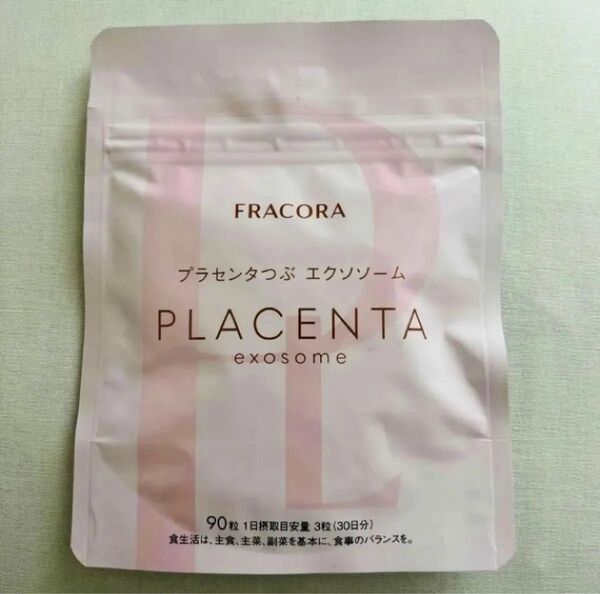 FRACORA
プラセンタつぶ エクソソーム
PLACENTA
exosome
90粒 1日摂取目安量 3粒(30日分)
食生活は、主食、主菜、副菜を基本に、食事のバランスを。